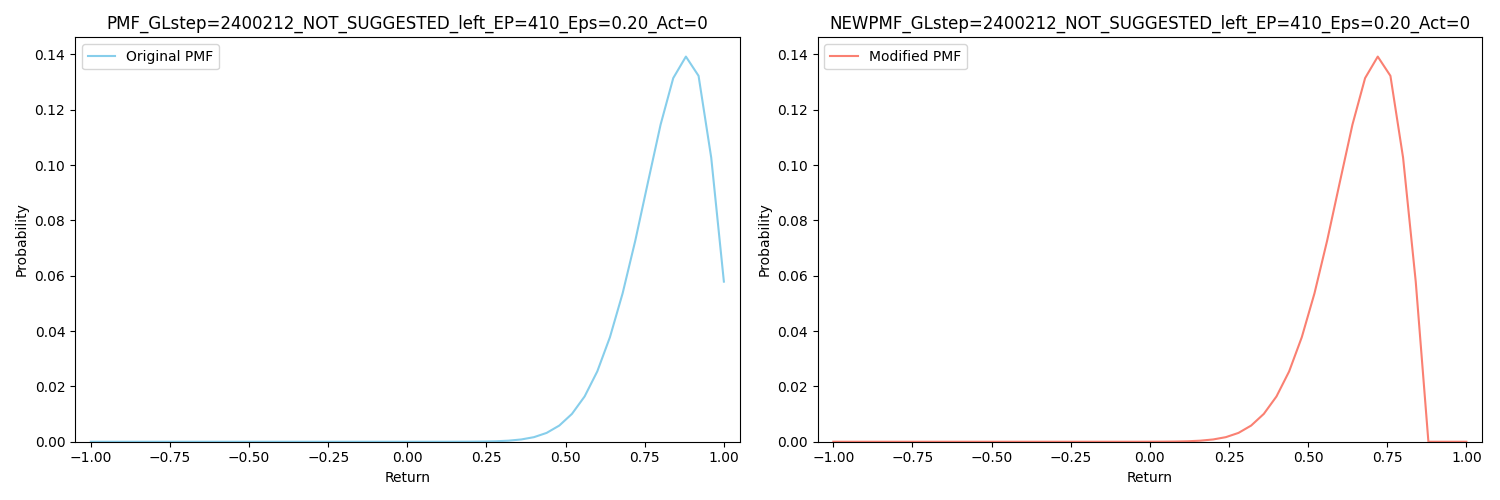 PMF_GLstep=2400212_NOT_SUGGESTED_left_EP=410_Eps=0.20_Act=0
Original PMF
Probability
0.14
0.12
0.10
0.08
0.06
0.04
0.02
0.00
−1.00 −0.75 −0.50 −0.25 0.00 0.25 0.50 0.75 1.00
Return
NEWPMF_GLstep=2400212_NOT_SUGGESTED_left_EP=410_Eps=0.20_Act=0
Modified PMF
Probability
0.14
0.12
0.10
0.08
0.06
0.04
0.02
0.00
−1.00 −0.75 −0.50 −0.25 0.00 0.25 0.50 0.75 1.00
Return